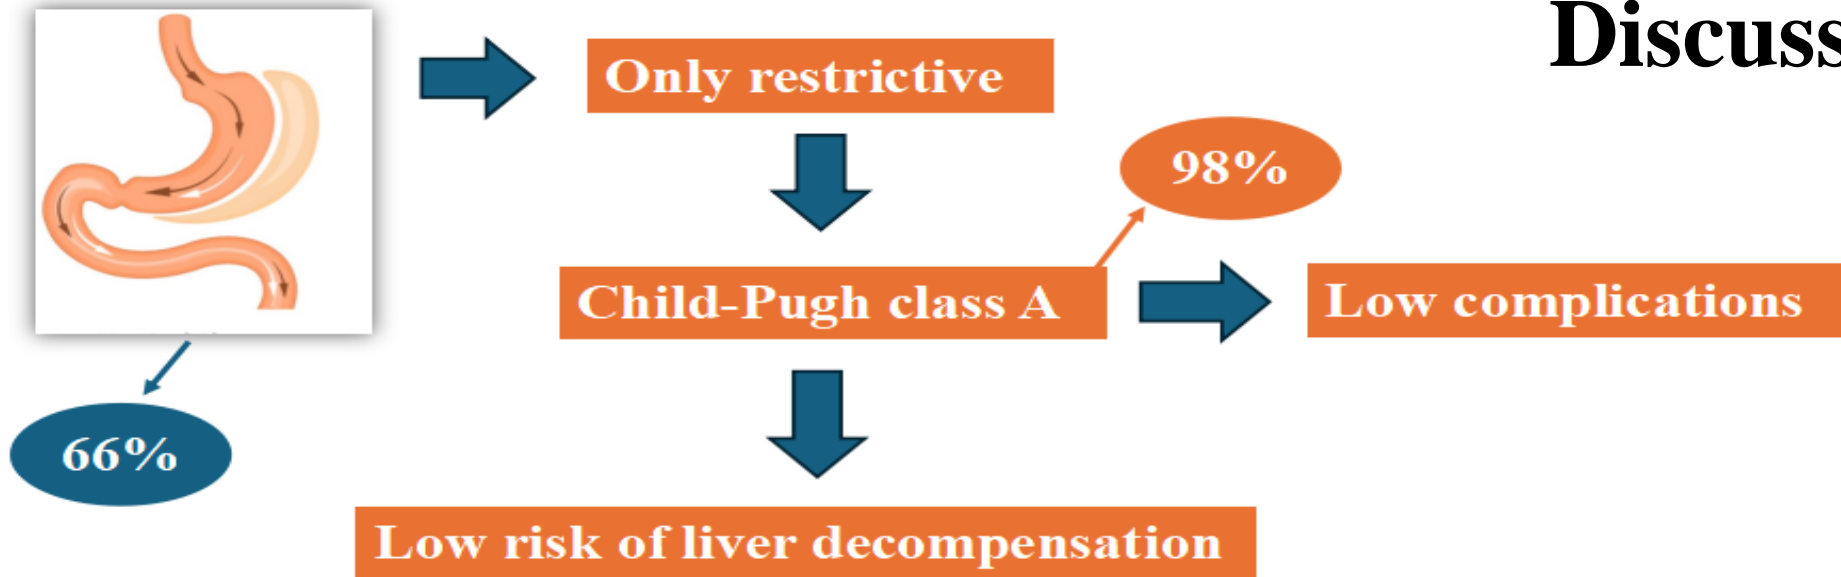 Discuss
Only restrictive
98%
Child-Pugh class A
Low complications
66%
Low risk of liver decompensation